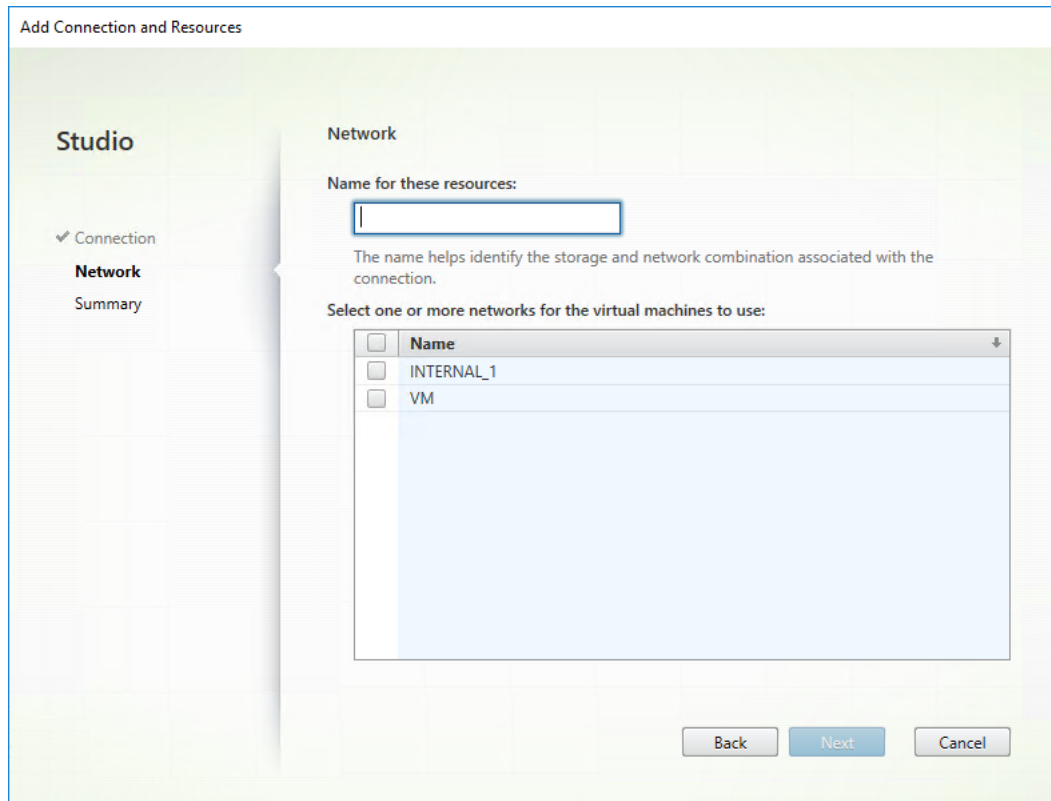 Add Connection and Resources
Studio
Connection
Network
Summary
Network
Name for these resources:
The name helps identify the storage and network combination associated with the
connection.
Select one or more networks for the virtual machines to use:
Name
INTERNAL_1
VM
Back
Next
Cancel